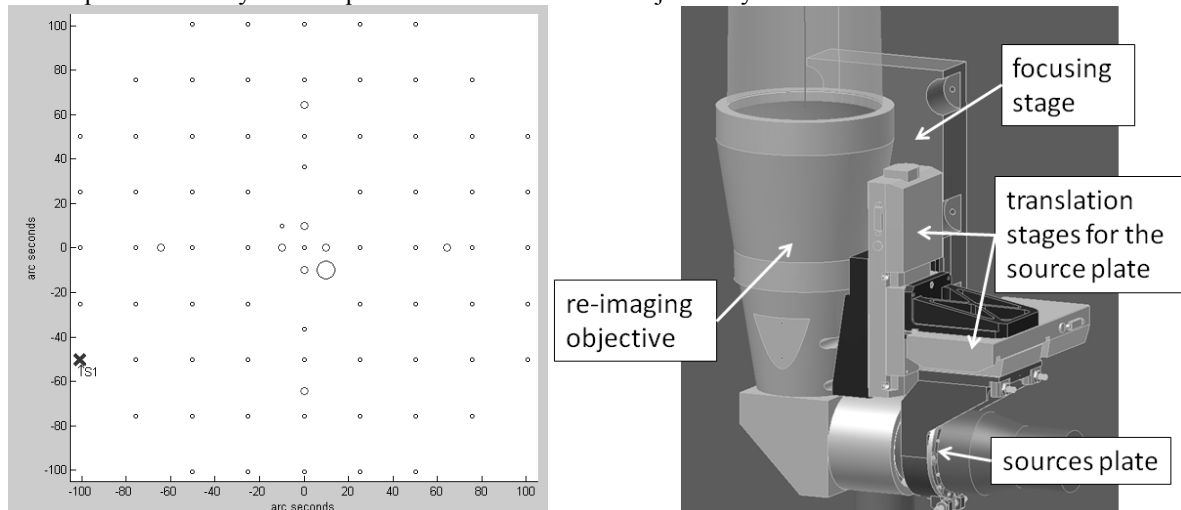 100
80
60
40
20
0
-20
-40
-60
-80
-100
arc seconds
TS1
-100 -80 -60 -40 -20 0 20 40 60 80 100
arc seconds
focusing
stage
translation
stages for the
source plate
re-imaging
objective
sources plate